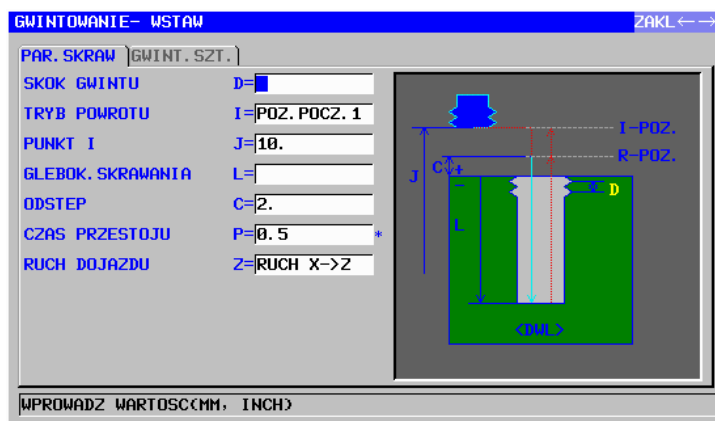 GWINTOWANIE- WSTAW ZAKL←→
PAR.SKRAW GWINT.SZT.
SKOK GWINTU D=
TRYB POWROTU I=POZ.POCZ.1
PUNKT I J=10.
GLEBOK.SKRAWANIA L=
ODSTEP C=2.
CZAS PRZESTOJU P=0.5 *
RUCH DOJAZDU Z=RUCH X->Z
I-POZ.
R-POZ.
C +
J
-
D
L
<DWL>
WPROWADZ WARTOSC(MM, INCH)